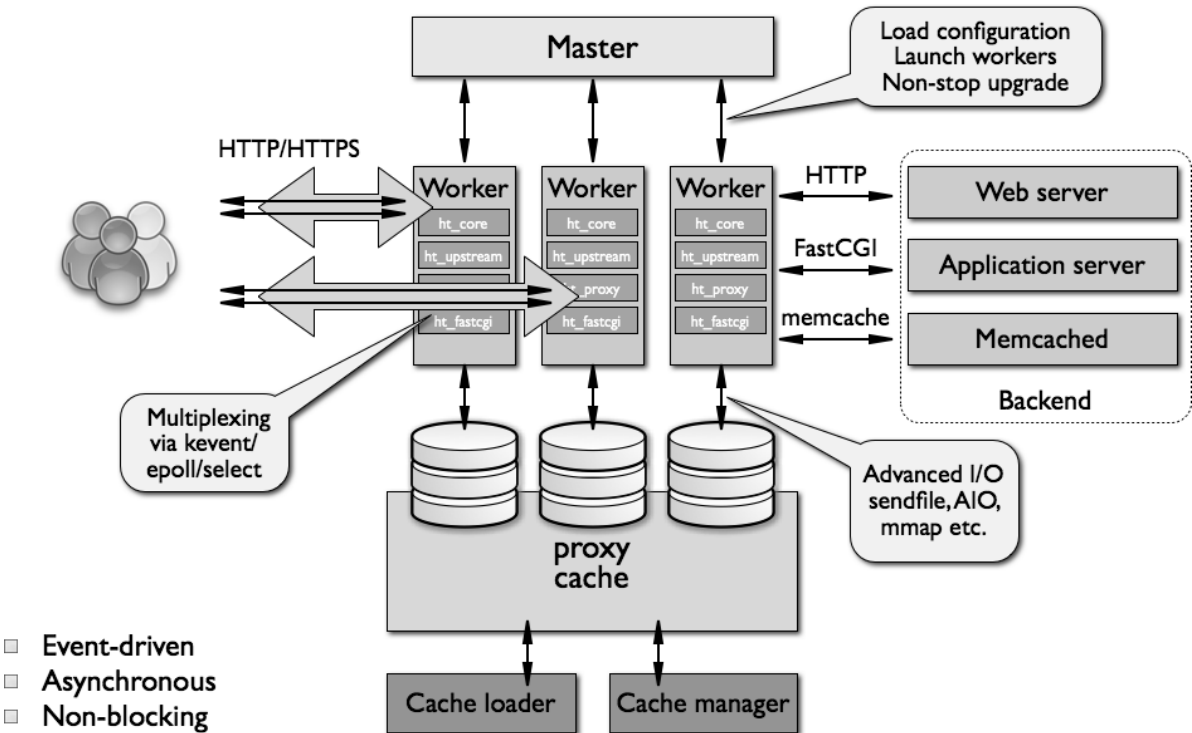 Master
Load configuration
Launch workers
Non-stop upgrade
HTTP/HTTPS
Worker
ht_core
ht_upstream
ht_fastcgi
Worker
ht_core
ht_upstream
ht_proxy
ht_fastcgi
Worker
ht_core
ht_upstream
ht_proxy
ht_fastcgi
HTTP
FastCGI
memcache
Web server
Application server
Memcached
Backend
Multiplexing
via kevent/
epoll/select
Advanced I/O
sendfile, AIO,
mmap etc.
proxy
cache
Cache loader
Cache manager
Event-driven
Asynchronous
Non-blocking